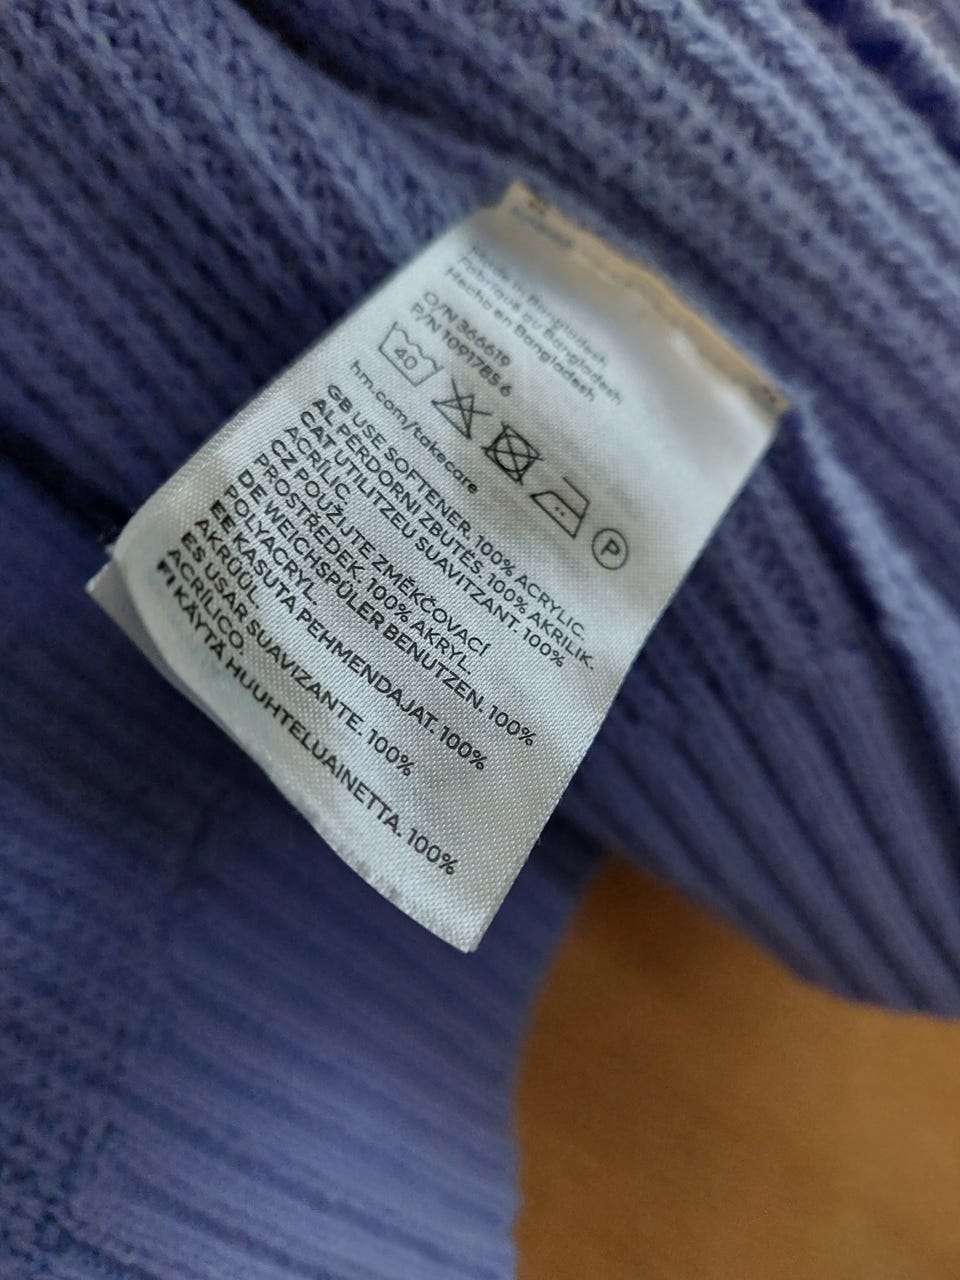 Made in Bangladesh
Fabriqué au Bangladesh
Hecho en Bangladesh
O/N 366619
P/N 1091785 6
40
P
hm.com/takecare
GB USE SOFTENER. 100% ACRYLIC.
AL PËRDORNI ZBUTËS. 100% AKRILIK.
CAT UTILITZEU SUAVITZANT. 100%
ACRÍLIC.
CZ POUŽIJTE ZMĚKČOVACÍ
PROSTŘEDEK. 100% AKRYL.
DE WEICHSPÜLER BENUTZEN. 100%
POLYACRYL.
EE KASUTA PEHMENDAJAT. 100%
AKRÜÜL.
ES USAR SUAVIZANTE. 100%
ACRÍLICO.
FI KÄYTÄ HUUHTELUAINETTA. 100%